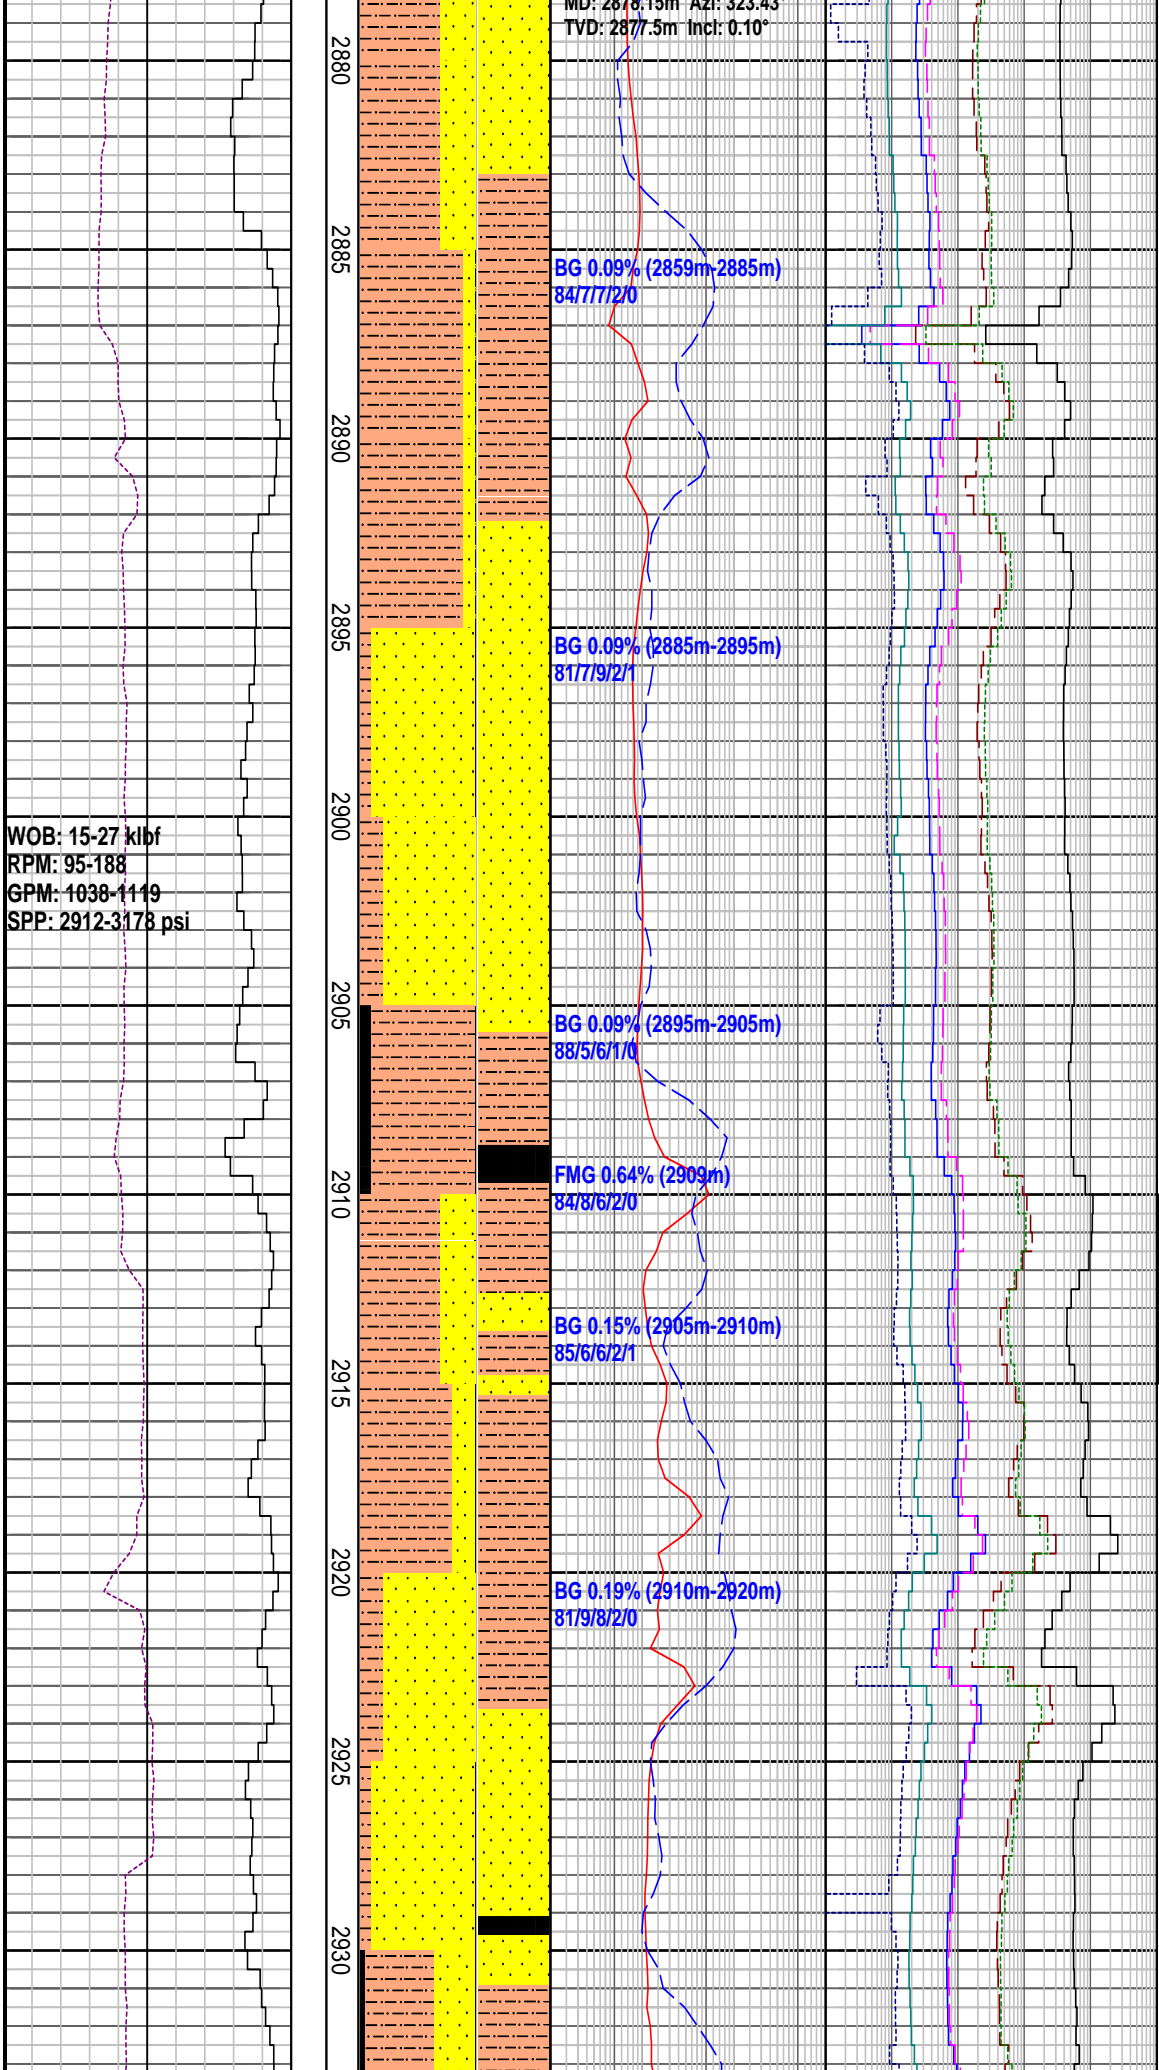 MD: 2878.15m Azi: 323.43°
TVD: 2877.5m Incl: 0.10°
2880
2885
BG 0.09% (2859m-2885m)
84/7/7/2/0
2890
2895
BG 0.09% (2885m-2895m)
81/7/9/2/1
2900
WOB: 15-27 klbf
RPM: 95-188
GPM: 1038-1119
SPP: 2912-3178 psi
2905
BG 0.09% (2895m-2905m)
88/5/6/1/0
2910
FMG 0.64% (2909m)
84/8/6/2/0
BG 0.15% (2905m-2910m)
85/6/6/2/1
2915
2920
BG 0.19% (2910m-2920m)
81/9/8/2/0
2925
2930